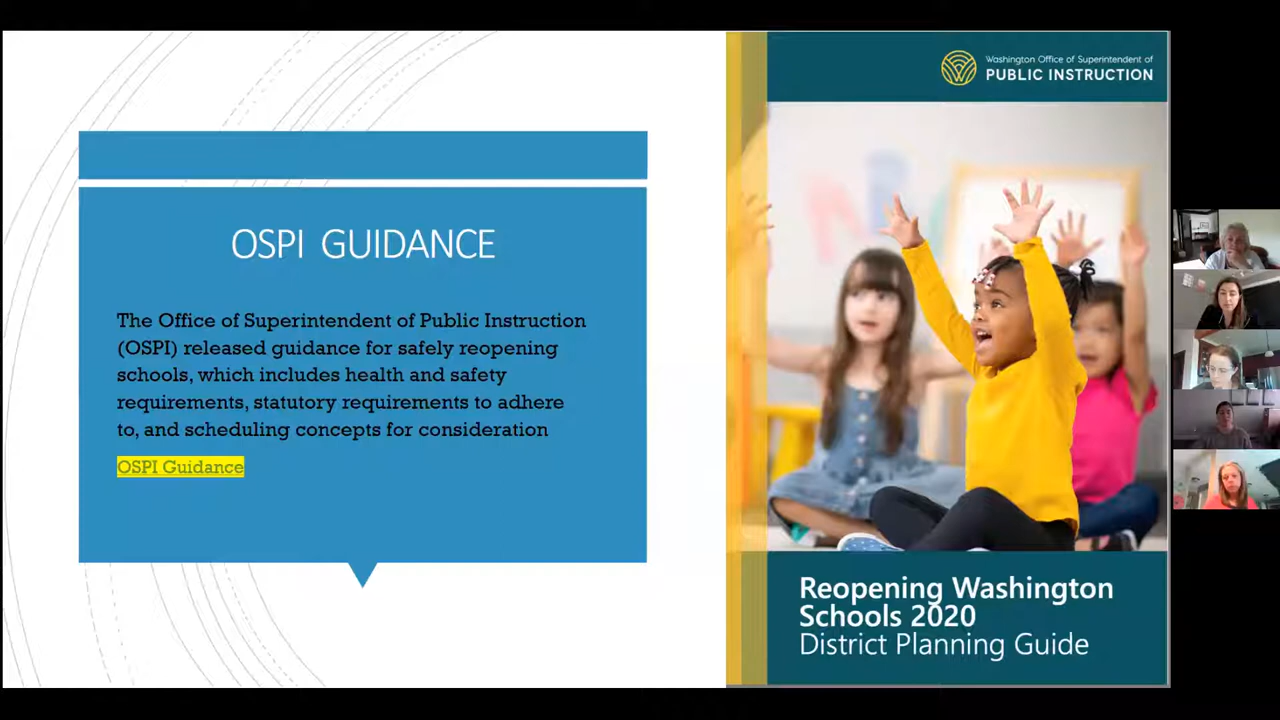 OSPI GUIDANCE
The Office of Superintendent of Public Instruction
(OSPI) released guidance for safely reopening
schools, which includes health and safety
requirements, statutory requirements to adhere
to, and scheduling concepts for consideration
OSPI Guidance
Washington Office of Superintendent of
PUBLIC INSTRUCTION
Reopening Washington
Schools 2020
District Planning Guide